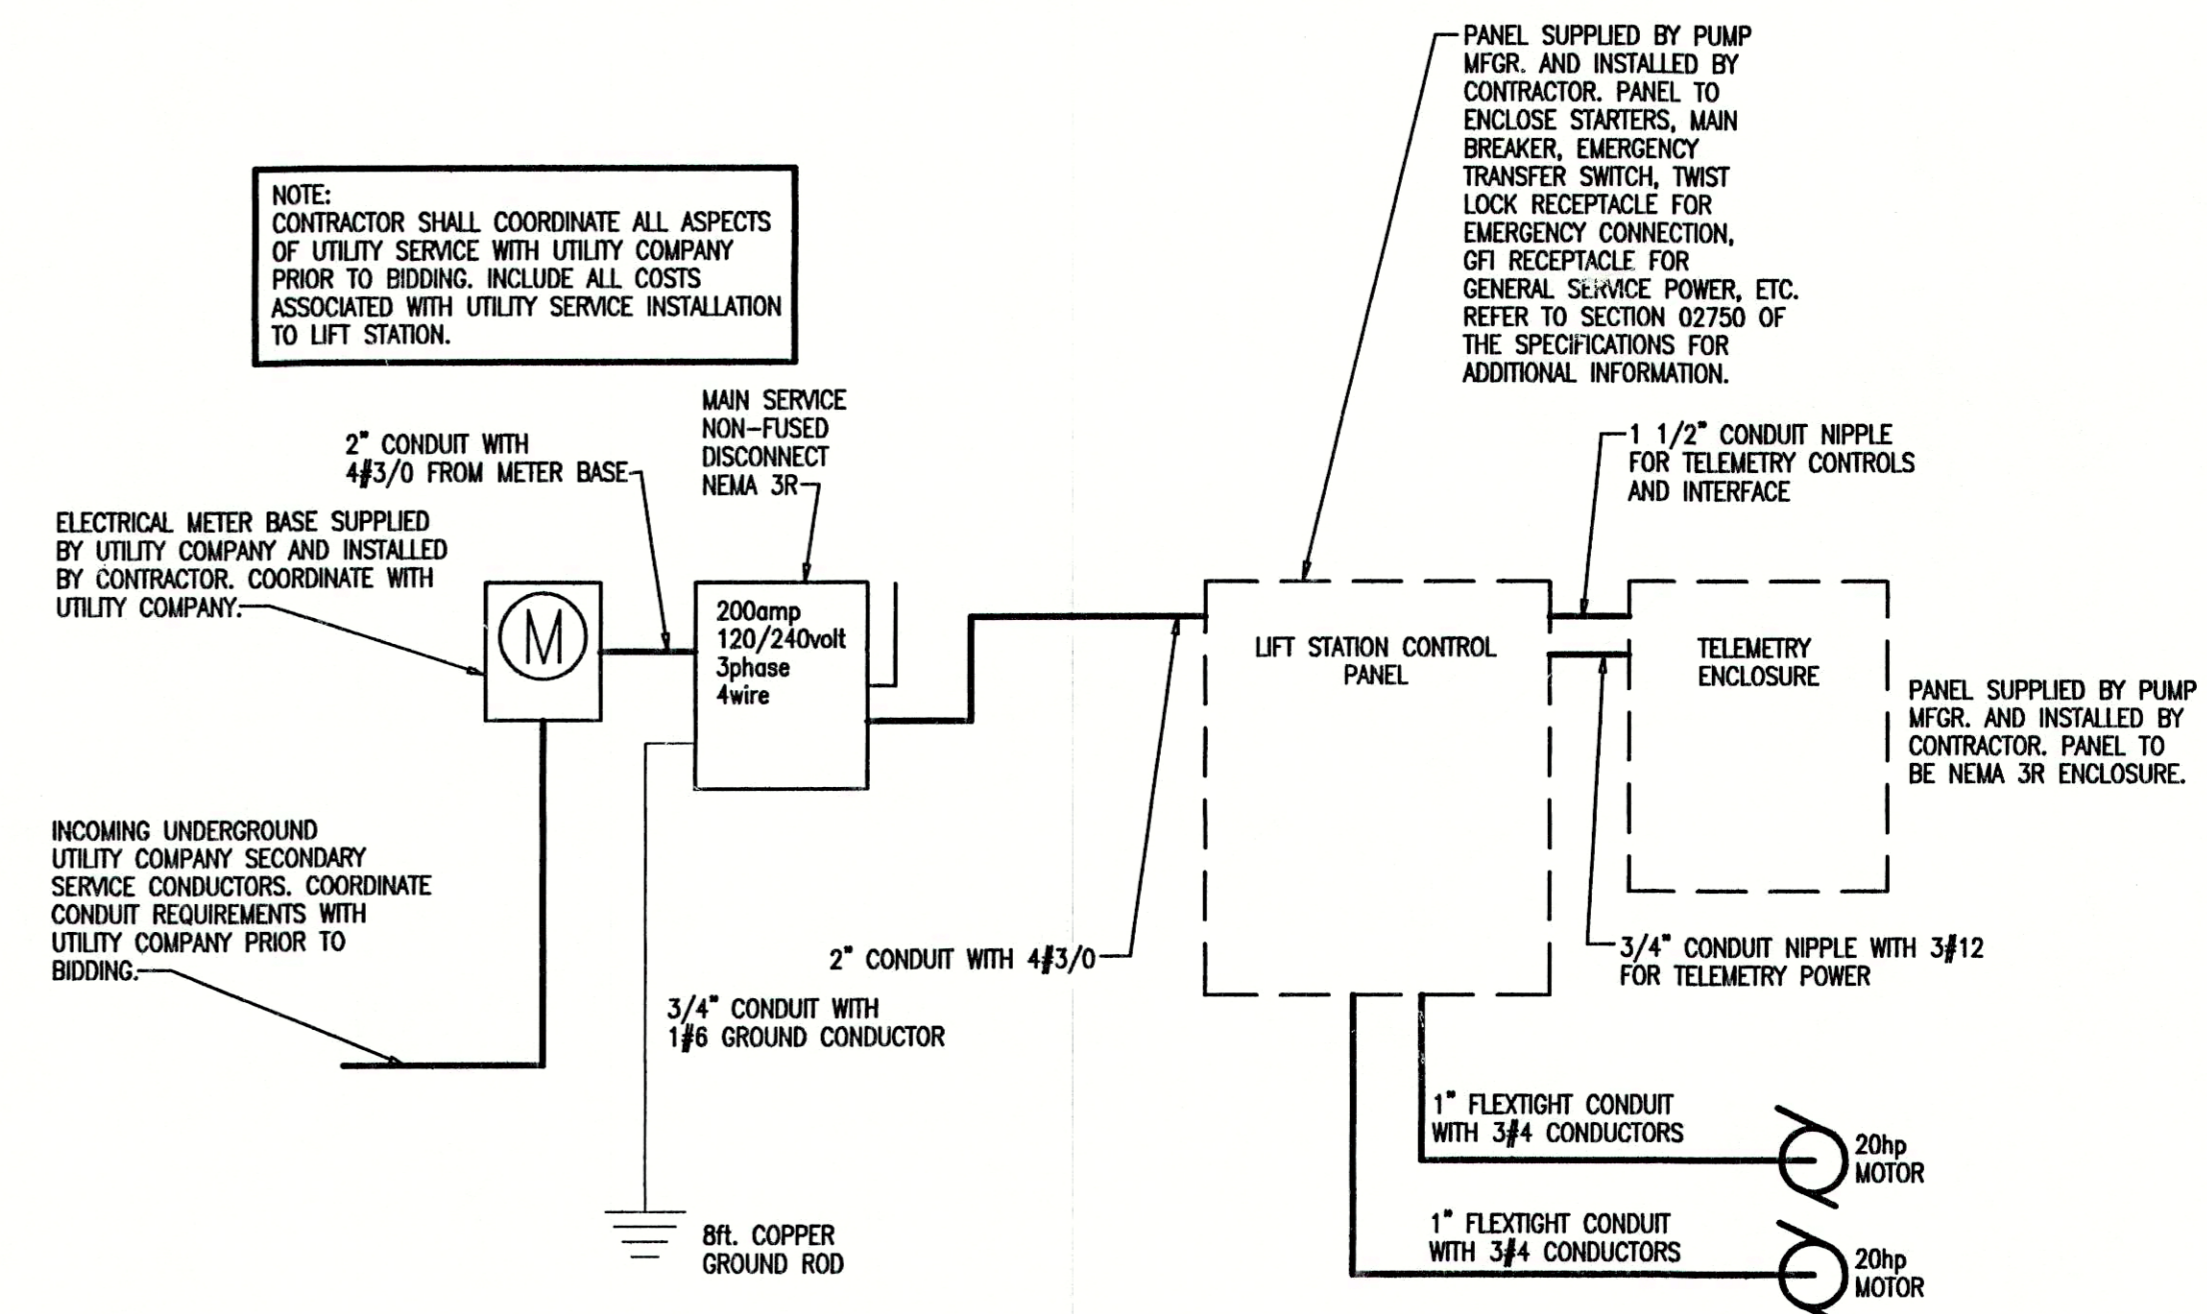 PANEL SUPPLIED BY PUMP
MFGR. AND INSTALLED BY
CONTRACTOR. PANEL TO
ENCLOSE STARTERS, MAIN
BREAKER, EMERGENCY
TRANSFER SWITCH, TWIST
LOCK RECEPTACLE FOR
EMERGENCY CONNECTION,
GFI RECEPTACLE FOR
GENERAL SERVICE POWER, ETC.
REFER TO SECTION 02750 OF
THE SPECIFICATIONS FOR
ADDITIONAL INFORMATION.
NOTE:
CONTRACTOR SHALL COORDINATE ALL ASPECTS
OF UTILITY SERVICE WITH UTILITY COMPANY
PRIOR TO BIDDING. INCLUDE ALL COSTS
ASSOCIATED WITH UTILITY SERVICE INSTALLATION
TO LIFT STATION.
MAIN SERVICE
NON-FUSED
DISCONNECT
NEMA 3R
2" CONDUIT WITH
4#3/0 FROM METER BASE
1 1/2" CONDUIT NIPPLE
FOR TELEMETRY CONTROLS
AND INTERFACE
ELECTRICAL METER BASE SUPPLIED
BY UTILITY COMPANY AND INSTALLED
BY CONTRACTOR. COORDINATE WITH
UTILITY COMPANY.
M
200amp
120/240volt
3phase
4wire
LIFT STATION CONTROL
PANEL
TELEMETRY
ENCLOSURE
PANEL SUPPLIED BY PUMP
MFGR. AND INSTALLED BY
CONTRACTOR. PANEL TO
BE NEMA 3R ENCLOSURE.
INCOMING UNDERGROUND
UTILITY COMPANY SECONDARY
SERVICE CONDUCTORS. COORDINATE
CONDUIT REQUIREMENTS WITH
UTILITY COMPANY PRIOR TO
BIDDING.
2" CONDUIT WITH 4#3/0
3/4" CONDUIT NIPPLE WITH 3#12
FOR TELEMETRY POWER
3/4" CONDUIT WITH
1#6 GROUND CONDUCTOR
1" FLEXTIGHT CONDUIT
WITH 3#4 CONDUCTORS
20hp
MOTOR
8ft. COPPER
GROUND ROD
1" FLEXTIGHT CONDUIT
WITH 3#4 CONDUCTORS
20hp
MOTOR